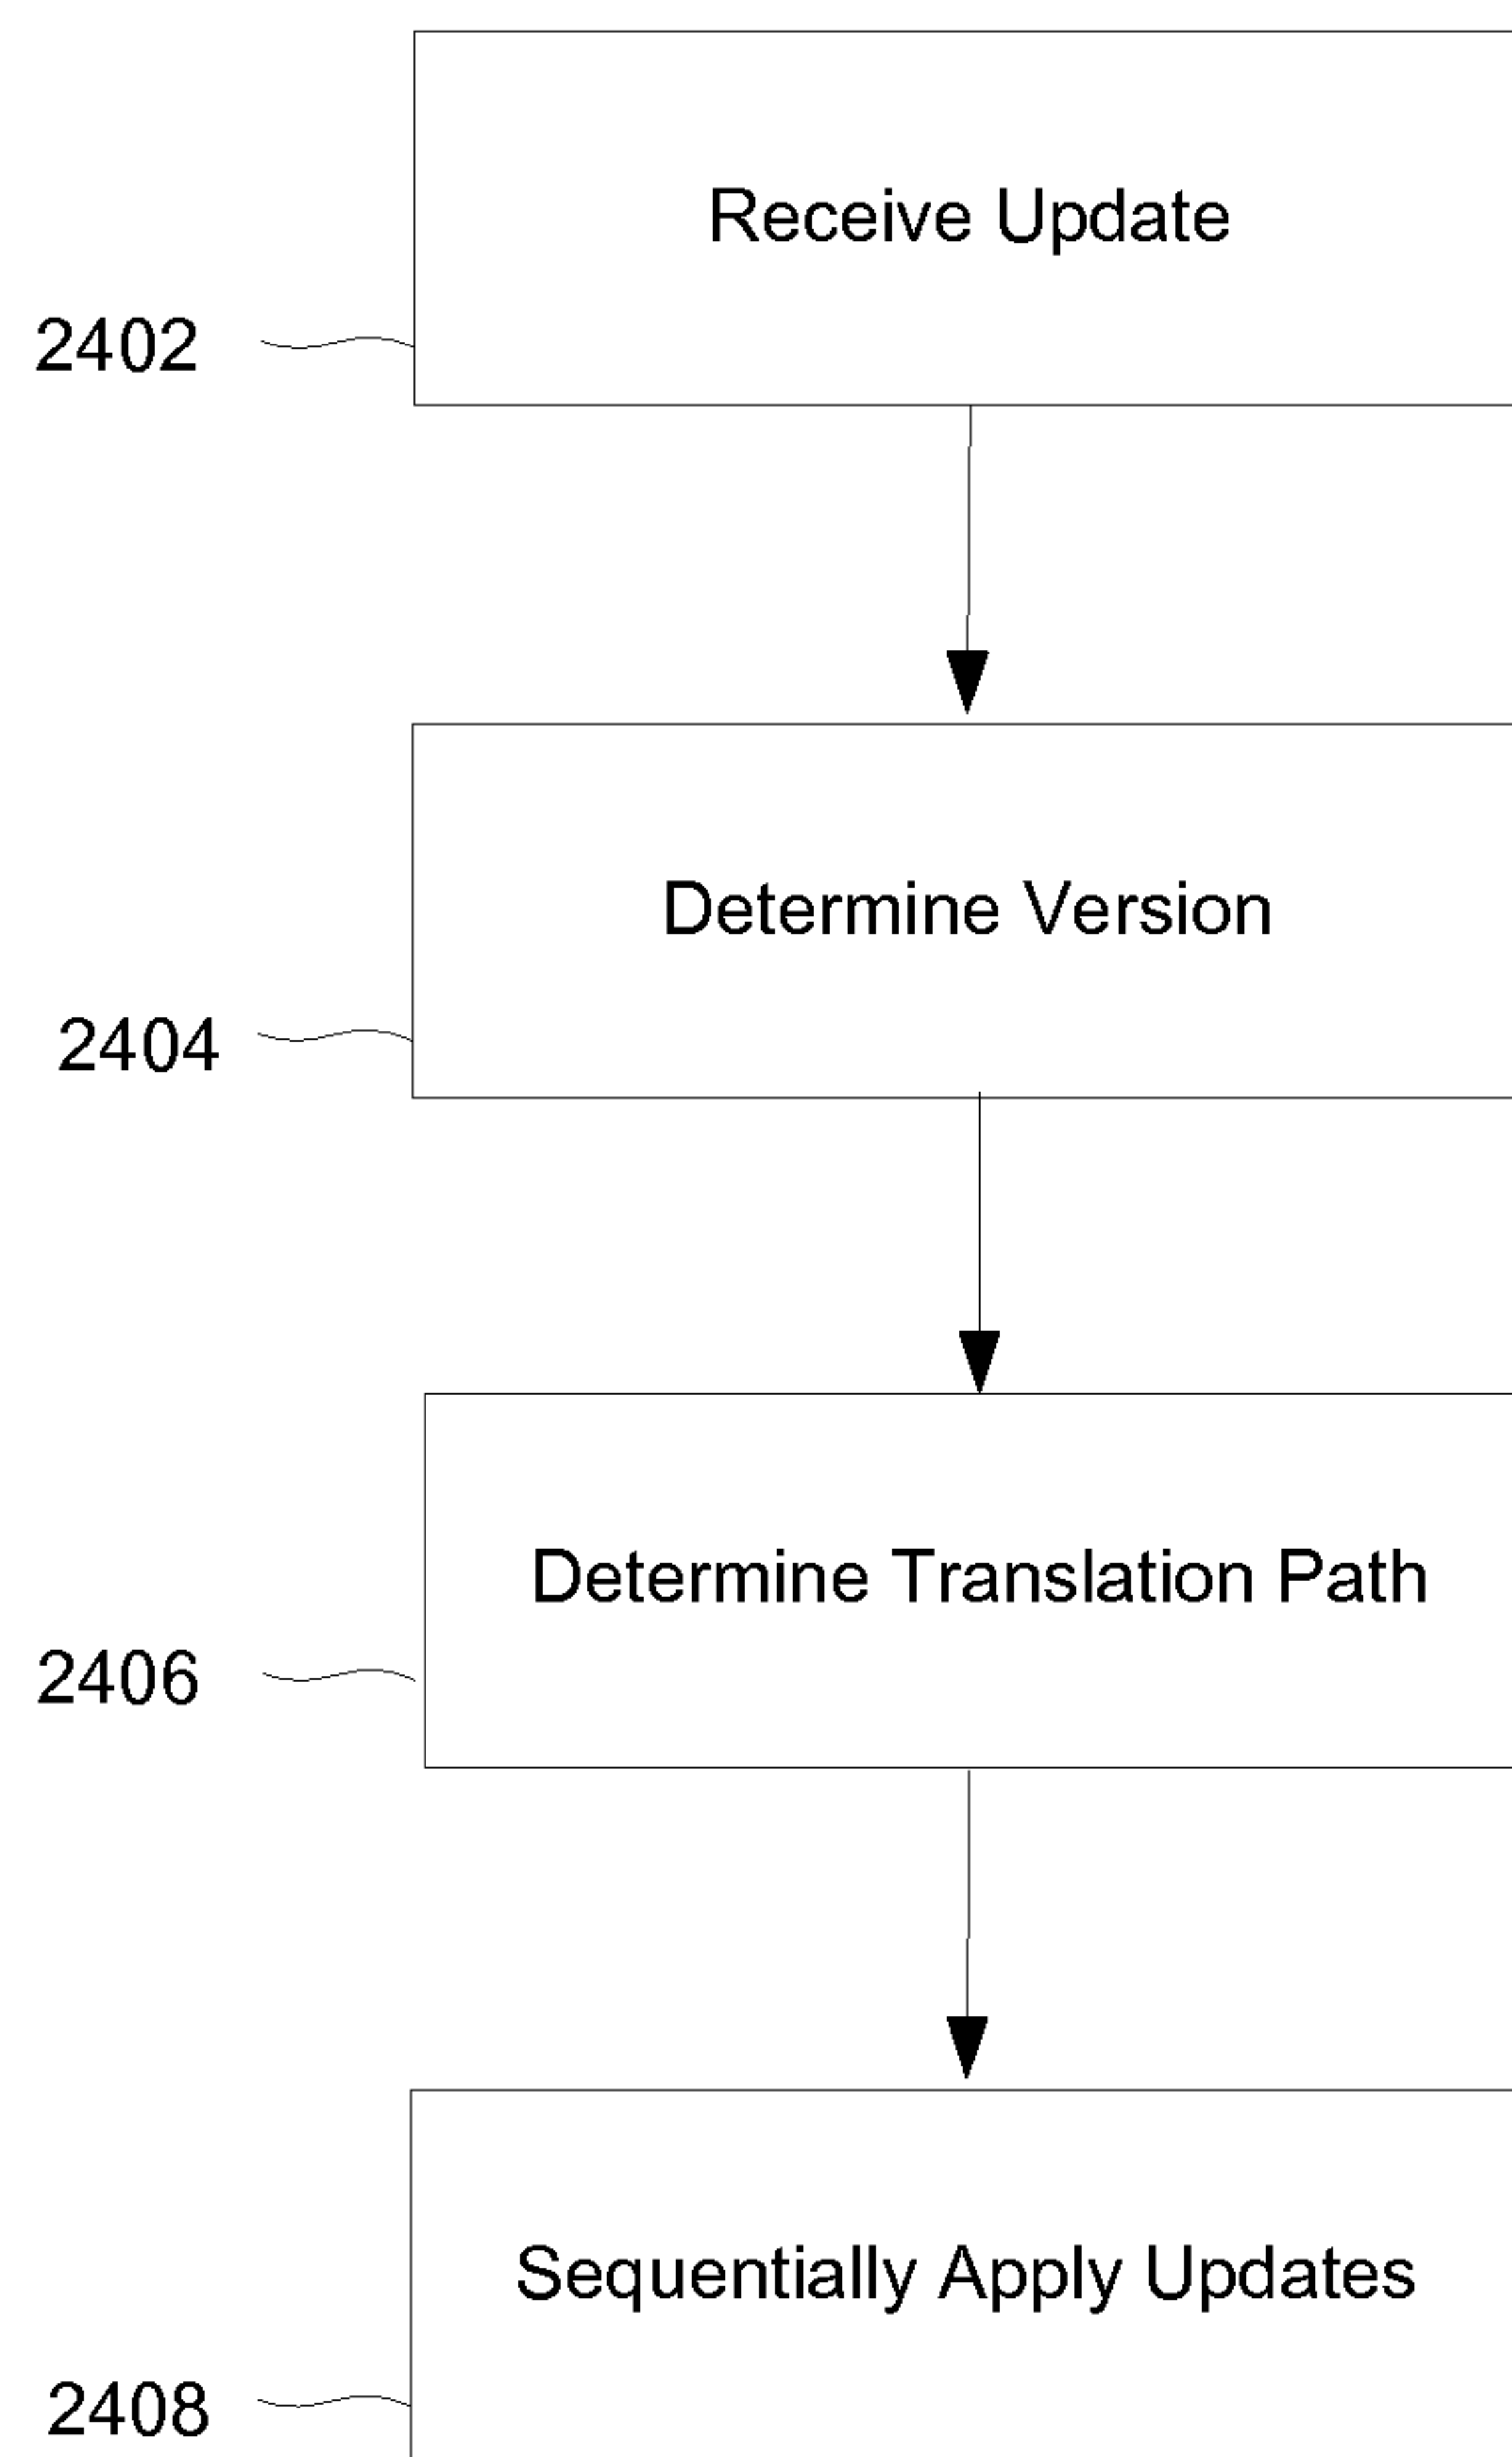 Receive Update
2402
Determine Version
2404
Determine Translation Path
2406
Sequentially Apply Updates
2408